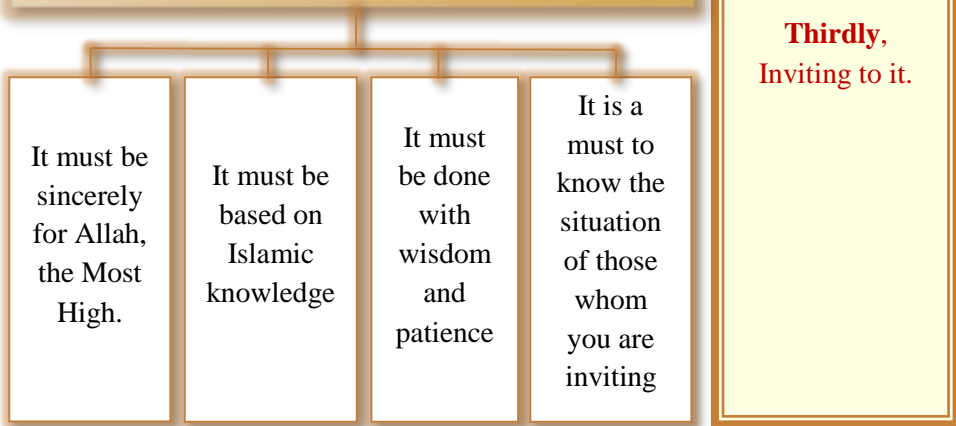 It must be
sincerely
for Allah,
the Most
High.
It must be
based on
Islamic
knowledge
It must
be done
with
wisdom
and
patience
It is a
must to
know the
situation
of those
whom
you are
inviting
Thirdly,
Inviting to it.